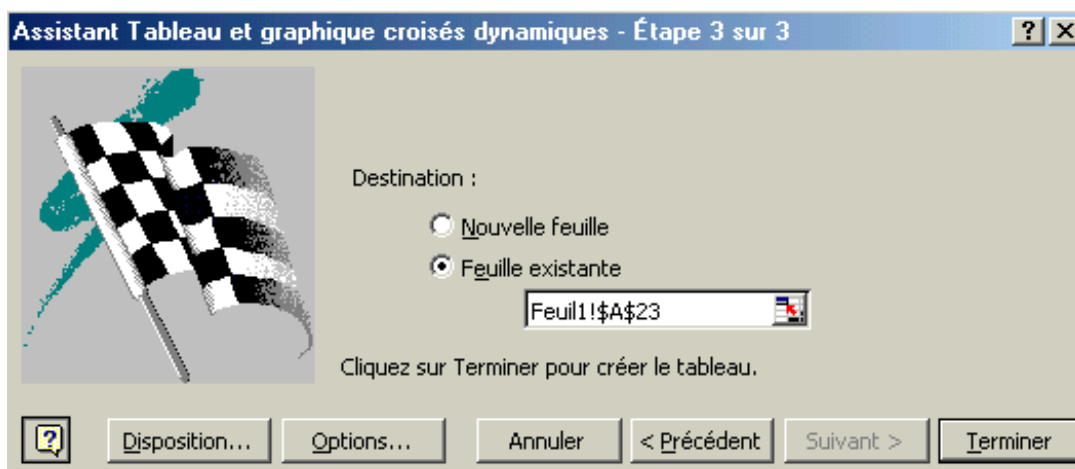 Assistant Tableau et graphique croisés dynamiques - Étape 3 sur 3
Destination :
Nouvelle feuille
Feuille existante
Feuil1!$A$23
Cliquez sur Terminer pour créer le tableau.
Disposition... Options... Annuler < Précédent Suivant > Terminer